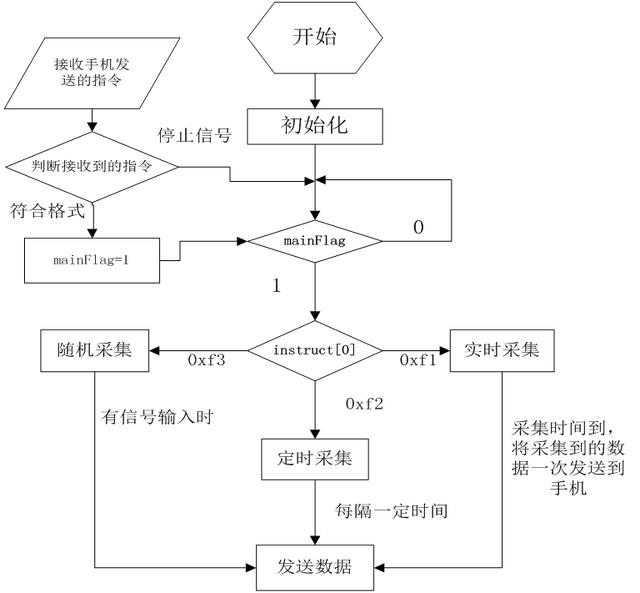 开始
接收手机发
送的指令
初始化
停止信号
判断接收到的指令
符合格式
mainFlag=1
mainFlag
0
1
随机采集
0xf3
instruct[0]
0xf1
实时采集
0xf2
有信号输入时
定时采集
采集时间到,
将采集到的数
据一次发送到
手机
每隔一定时间
发送数据